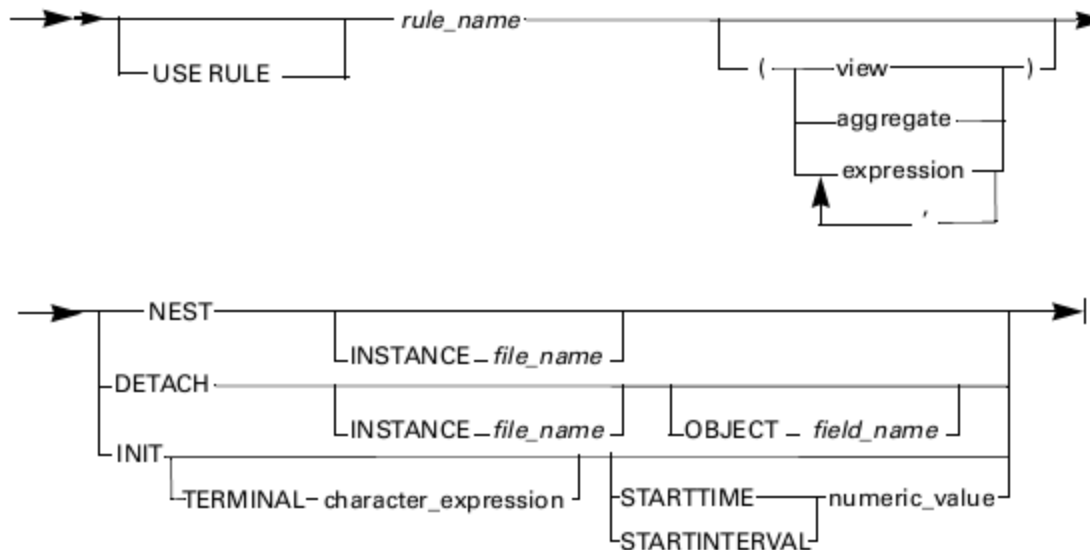 rule_name
USE RULE
( view )
aggregate
expression
,
NEST
INSTANCE file_name
DETACH
INSTANCE file_name OBJECT field_name
INIT
TERMINAL character_expression STARTTIME numeric_value
STARTINTERVAL